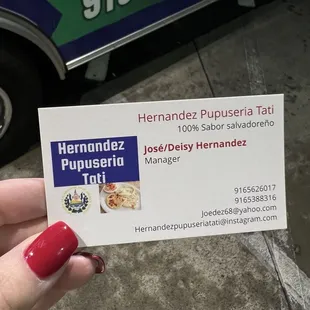 Hernandez Pupuseria Tati
100% Sabor salvadoreño
Hernandez
Pupuseria
Tati
José/Deisy Hernandez
Manager
9165626017
9165388316
Joedez68@yahoo.com
Hernandezpupuseriatati@instagram.com